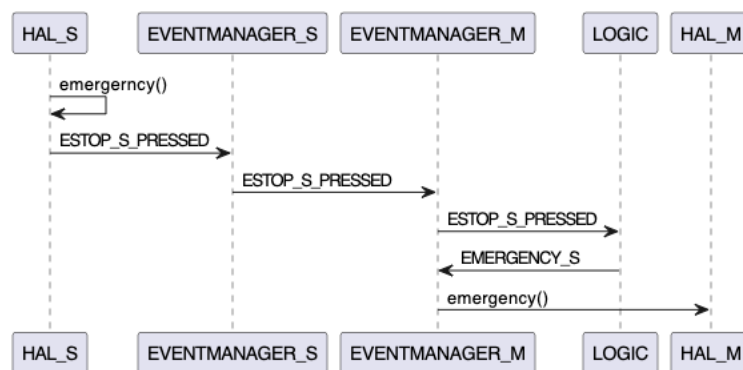 HAL_S EVENTMANAGER_S EVENTMANAGER_M LOGIC HAL_M
emergerncy()
ESTOP_S_PRESSED
ESTOP_S_PRESSED
ESTOP_S_PRESSED
EMERGENCY_S
emergency()
HAL_S EVENTMANAGER_S EVENTMANAGER_M LOGIC HAL_M